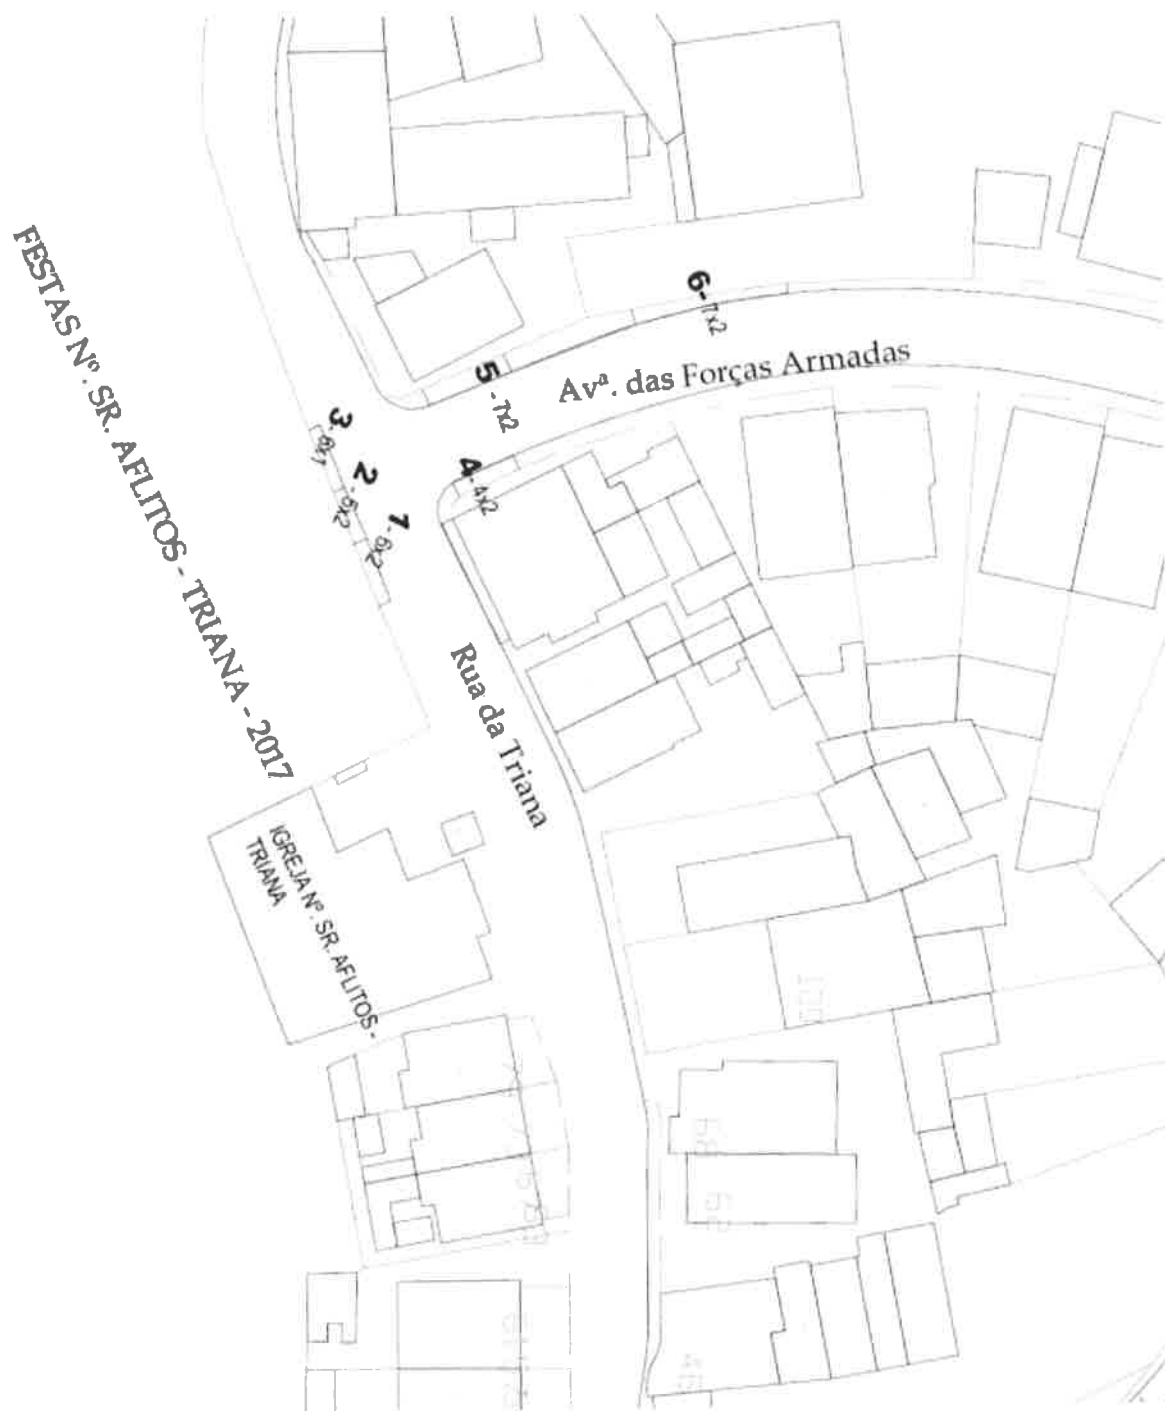 FESTAS Nº. SR. AFLITOS - TRIANA - 2017
6-7x2
5 - 7x2
Avª. das Forças Armadas
4-4x2
3
2 - 5x2
6x2
Rua da Triana
IGREJA Nº. SR. AFLITOS -
TRIANA